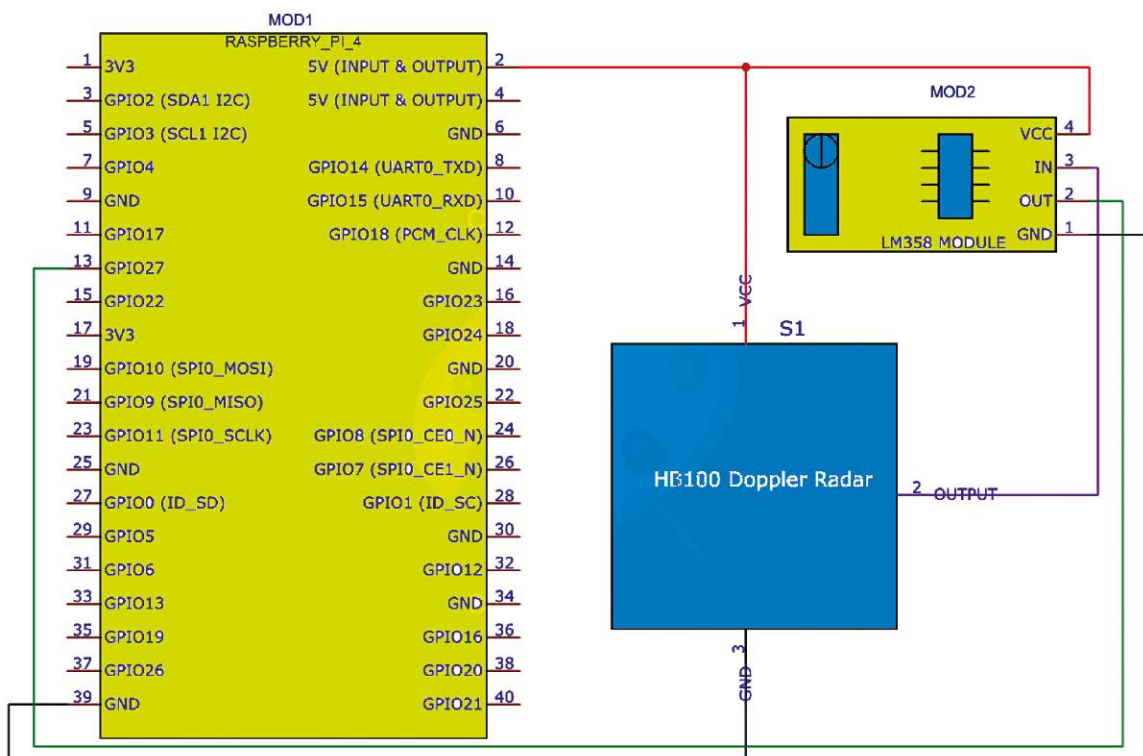 MOD1
RASPBERRY_PI_4
1 3V3
5V (INPUT & OUTPUT) 2
3 GPIO2 (SDA1 I2C)
5V (INPUT & OUTPUT) 4
5 GPIO3 (SCL1 I2C)
GND 6
7 GPIO4
GPIO14 (UART0_TXD) 8
9 GND
GPIO15 (UART0_RXD) 10
11 GPIO17
GPIO18 (PCM_CLK) 12
13 GPIO27
GND 14
15 GPIO22
GPIO23 16
17 3V3
GPIO24 18
19 GPIO10 (SPI0_MOSI)
GND 20
21 GPIO9 (SPI0_MISO)
GPIO25 22
23 GPIO11 (SPI0_SCLK)
GPIO8 (SPI0_CE0_N) 24
25 GND
GPIO7 (SPI0_CE1_N) 26
27 GPIO0 (ID_SD)
GPIO1 (ID_SC) 28
29 GPIO5
GND 30
31 GPIO6
GPIO12 32
33 GPIO13
GND 34
35 GPIO19
GPIO16 36
37 GPIO26
GPIO20 38
39 GND
GPIO21 40
MOD2
VCC 4
IN 3
OUT 2
GND 1
LM358 MODULE
1 VCC
S1
HB100 Doppler Radar
2 OUTPUT
3 GND